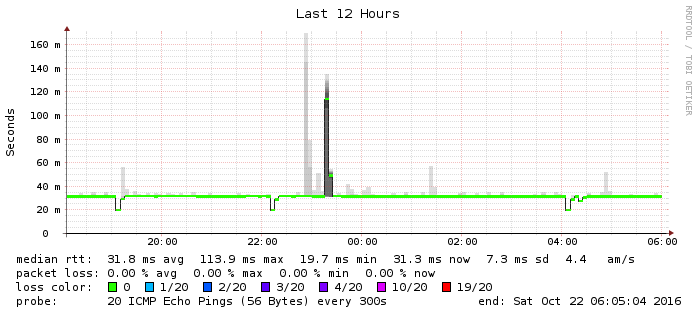 Last 12 Hours
RRDTOOL / TOBI OETIKER
Seconds
160 m
140 m
120 m
100 m
80 m
60 m
40 m
20 m
0
20:00 22:00 00:00 02:00 04:00 06:00
median rtt: 31.8 ms avg 113.9 ms max 19.7 ms min 31.3 ms now 7.3 ms sd 4.4 am/s
packet loss: 0.00 % avg 0.00 % max 0.00 % min 0.00 % now
loss color: 0 1/20 2/20 3/20 4/20 10/20 19/20
probe: 20 ICMP Echo Pings (56 Bytes) every 300s end: Sat Oct 22 06:05:04 2016